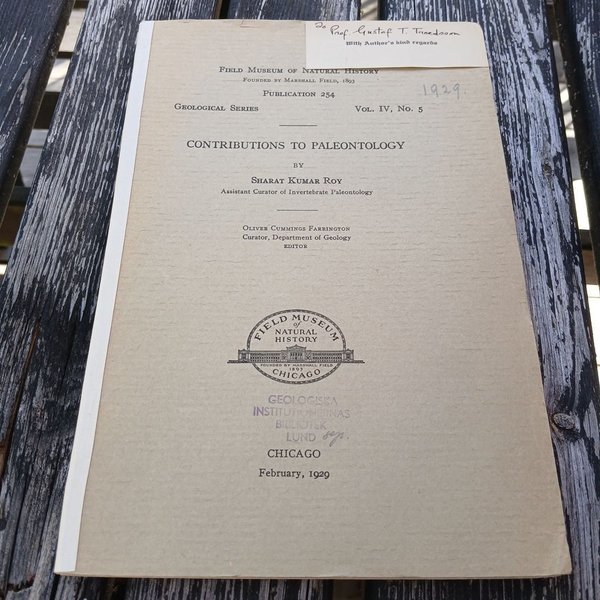 To Prof. Gustaf T. Troedsson
With Author's kind regards
1929.
Field Museum of Natural History
Founded by Marshall Field, 1893
Publication 254
Geological Series Vol. IV, No. 5
CONTRIBUTIONS TO PALEONTOLOGY
BY
Sharat Kumar Roy
Assistant Curator of Invertebrate Paleontology
Oliver Cummings Farrington
Curator, Department of Geology
EDITOR
FIELD MUSEUM
of
NATURAL
HISTORY
FOUNDED BY MARSHALL FIELD
1893
CHICAGO
GEOLOGISKA
INSTITUTIONERNAS
BIBLIOTEK
LUND sep.
CHICAGO
February, 1929